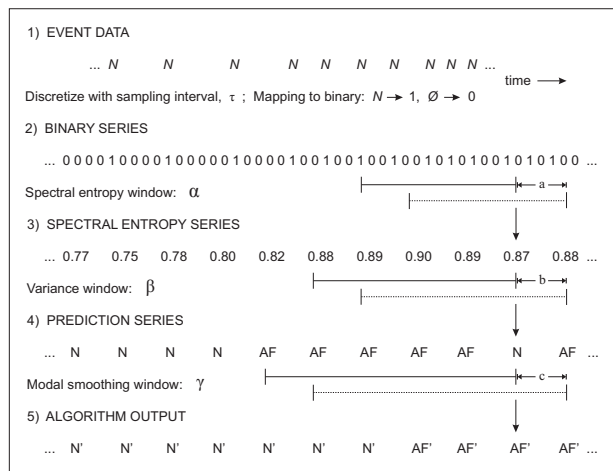 1) EVENT DATA
... N N N N N N N N N N ...
time
Discretize with sampling interval, τ ; Mapping to binary: N → 1, Ø → 0
2) BINARY SERIES
... 0 0 0 0 1 0 0 0 0 1 0 0 0 0 0 1 0 0 0 0 1 0 0 1 0 0 1 0 0 1 0 0 1 0 1 0 1 0 0 1 0 1 0 1 0 0 ...
Spectral entropy window: α
a
3) SPECTRAL ENTROPY SERIES
... 0.77 0.75 0.78 0.80 0.82 0.88 0.89 0.90 0.89 0.87 0.88 ...
Variance window: β
b
4) PREDICTION SERIES
... N N N N AF AF AF AF AF N AF ...
Modal smoothing window: γ
c
5) ALGORITHM OUTPUT
... N' N' N' N' N' N' N' AF' AF' AF' AF' ...